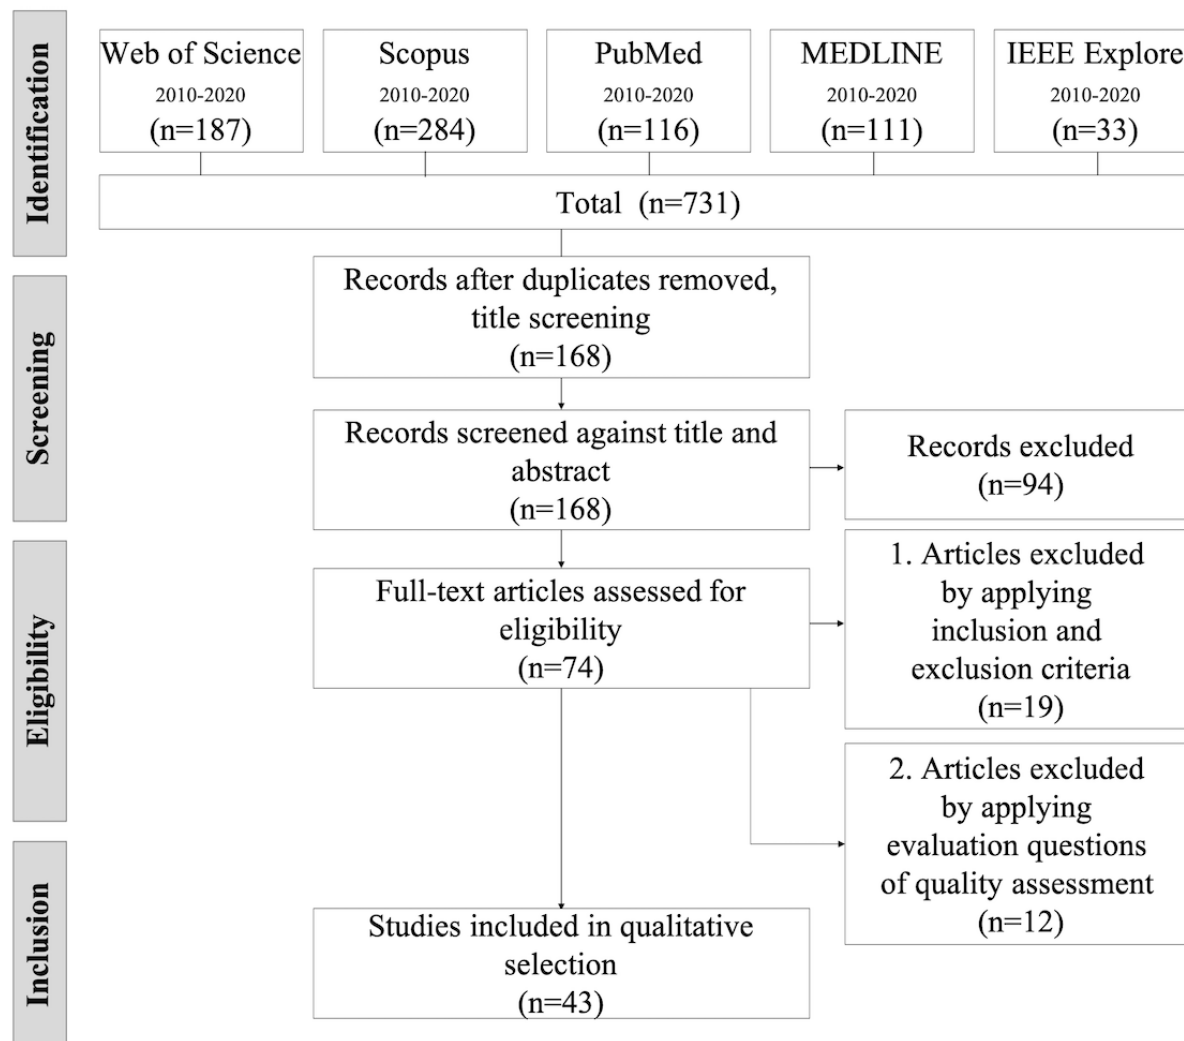 Identification
Web of Science
2010-2020
(n=187)
Scopus
2010-2020
(n=284)
PubMed
2010-2020
(n=116)
MEDLINE
2010-2020
(n=111)
IEEE Explore
2010-2020
(n=33)
Total (n=731)
Screening
Records after duplicates removed,
title screening
(n=168)
Records screened against title and
abstract
(n=168)
Records excluded
(n=94)
Eligibility
Full-text articles assessed for
eligibility
(n=74)
1. Articles excluded
by applying
inclusion and
exclusion criteria
(n=19)
2. Articles excluded
by applying
evaluation questions
of quality assessment
(n=12)
Inclusion
Studies included in qualitative
selection
(n=43)